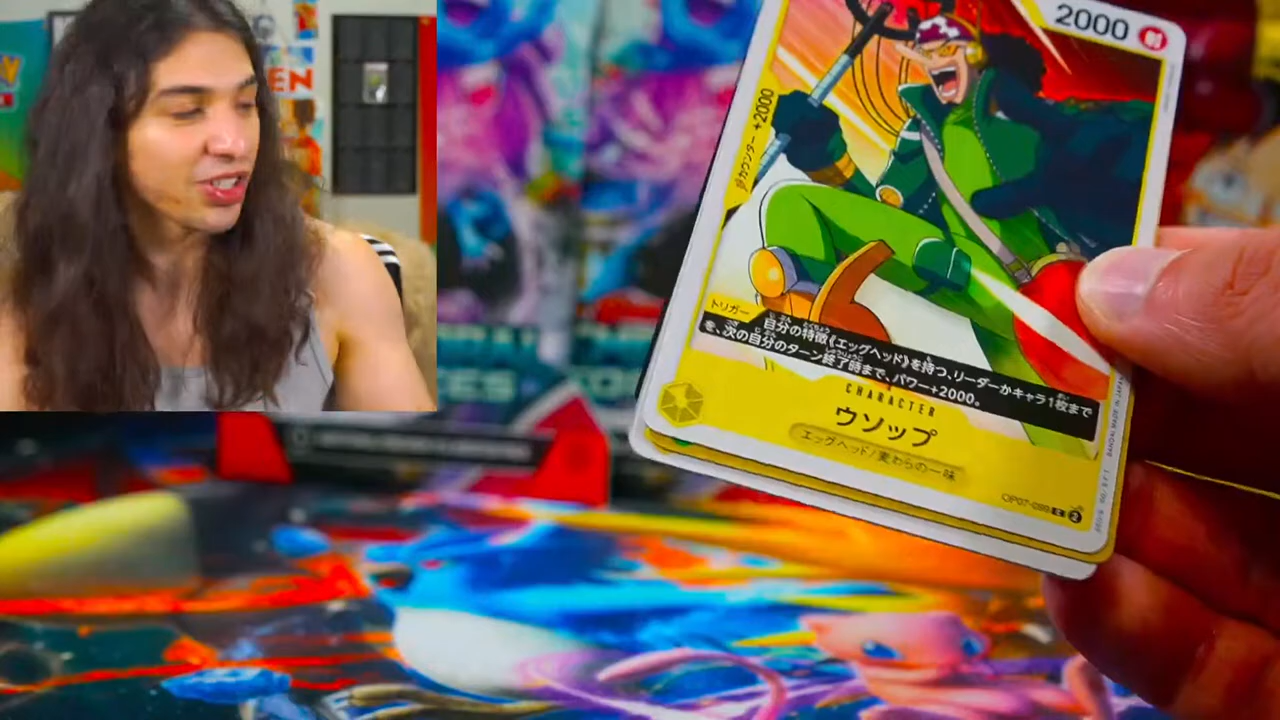 EN
2000
射
カウンター+2000
トリガー 自分の特徴《エッグヘッド》を持つ、リーダーかキャラ1枚まで
を、次の自分のターン終了時まで、パワー+2000。
CHARACTER
ウソップ
エッグヘッド/麦わらの一味
OP07-099 C 2